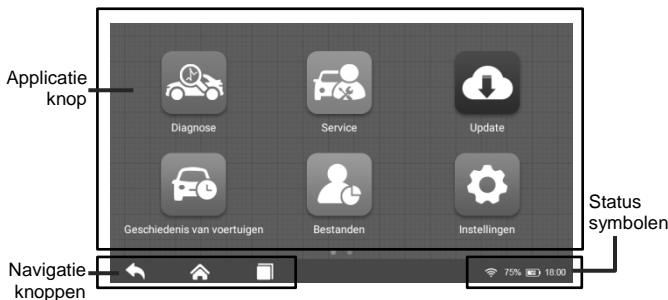 Applicatie
knop
Diagnose
Service
Update
Geschiedenis van voertuigen
Bestanden
Instellingen
Status
symbolen
Navigatie
knoppen
75% 18:00